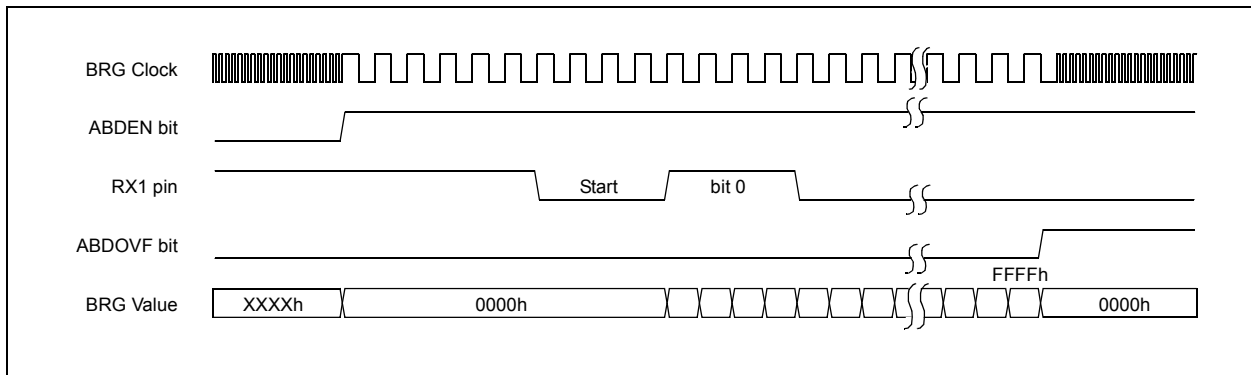 BRG Clock
ABDEN bit
RX1 pin
Start
bit 0
ABDOVF bit
FFFFh
BRG Value
XXXXh
0000h
0000h